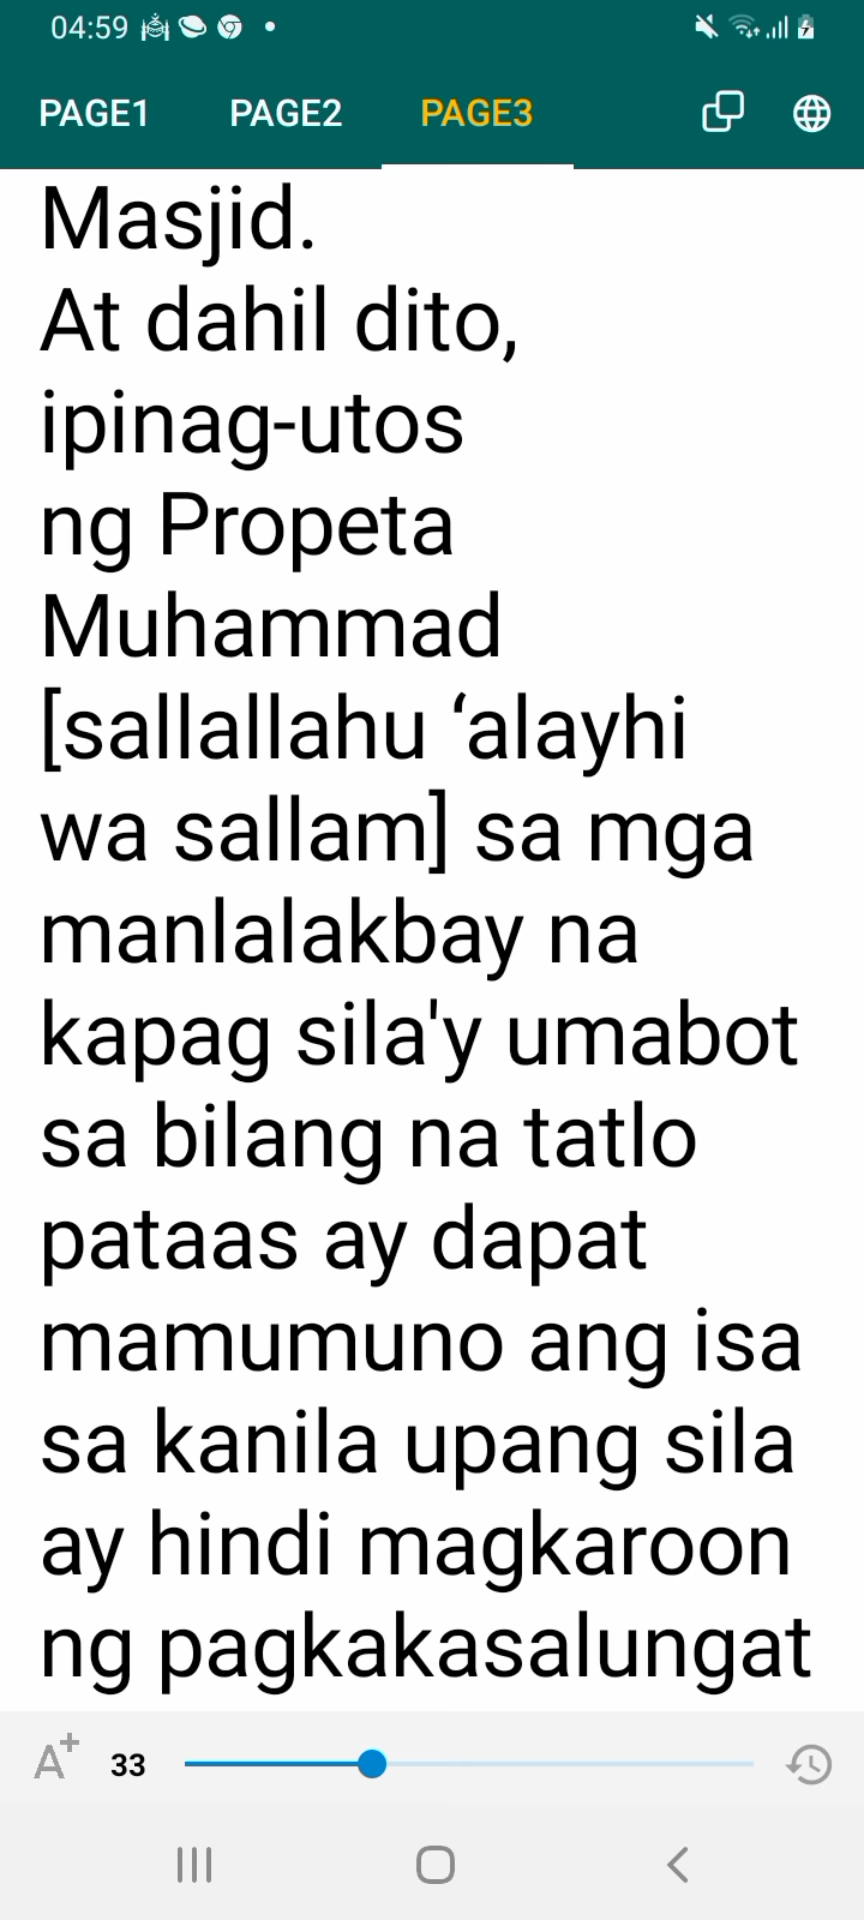 04:59
PAGE1 PAGE2 PAGE3
Masjid.
At dahil dito,
ipinag-utos
ng Propeta
Muhammad
[sallallahu ‘alayhi
wa sallam] sa mga
manlalakbay na
kapag sila'y umabot
sa bilang na tatlo
pataas ay dapat
mamumuno ang isa
sa kanila upang sila
ay hindi magkaroon
ng pagkakasalungat
A+ 33